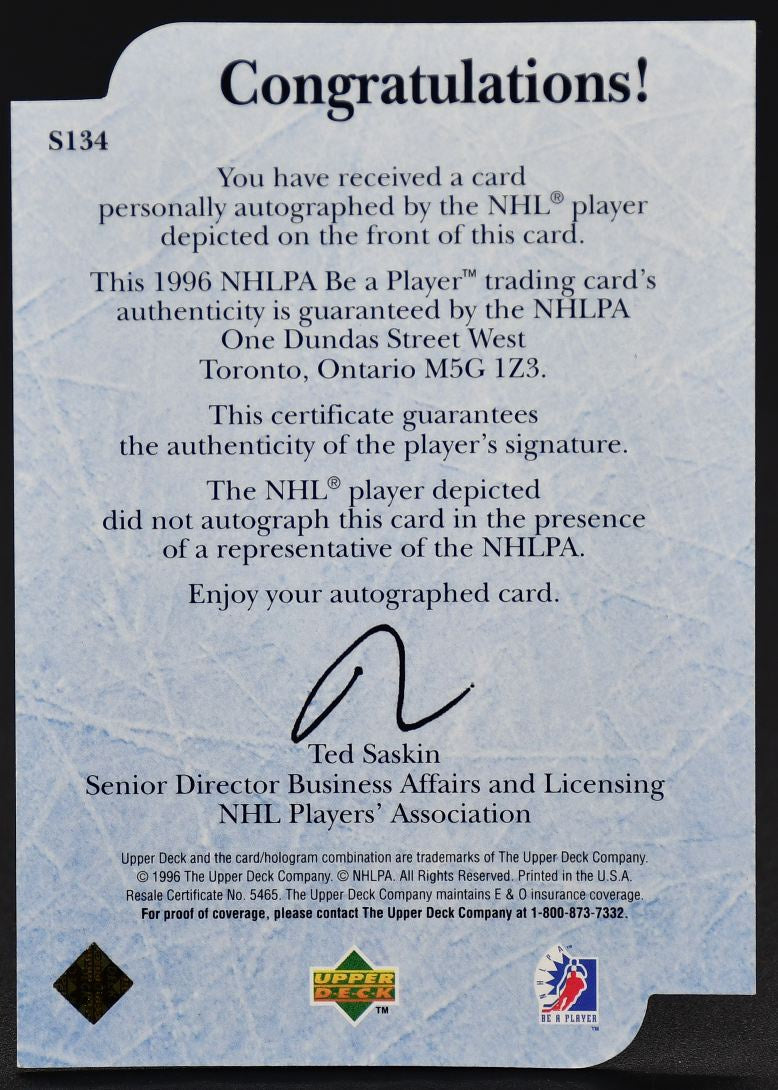 Congratulations!
S134
You have received a card
personally autographed by the NHL® player
depicted on the front of this card.
This 1996 NHLPA Be a Player™ trading card's
authenticity is guaranteed by the NHLPA
One Dundas Street West
Toronto, Ontario M5G 1Z3.
This certificate guarantees
the authenticity of the player's signature.
The NHL® player depicted
did not autograph this card in the presence
of a representative of the NHLPA.
Enjoy your autographed card.
Ted Saskin
Senior Director Business Affairs and Licensing
NHL Players' Association
Upper Deck and the card/hologram combination are trademarks of The Upper Deck Company.
© 1996 The Upper Deck Company. © NHLPA. All Rights Reserved. Printed in the U.S.A.
Resale Certificate No. 5465. The Upper Deck Company maintains E & O insurance coverage.
For proof of coverage, please contact The Upper Deck Company at 1-800-873-7332.
UPPER
D·E·C·K
™
NHLPA™
BE A PLAYER
™